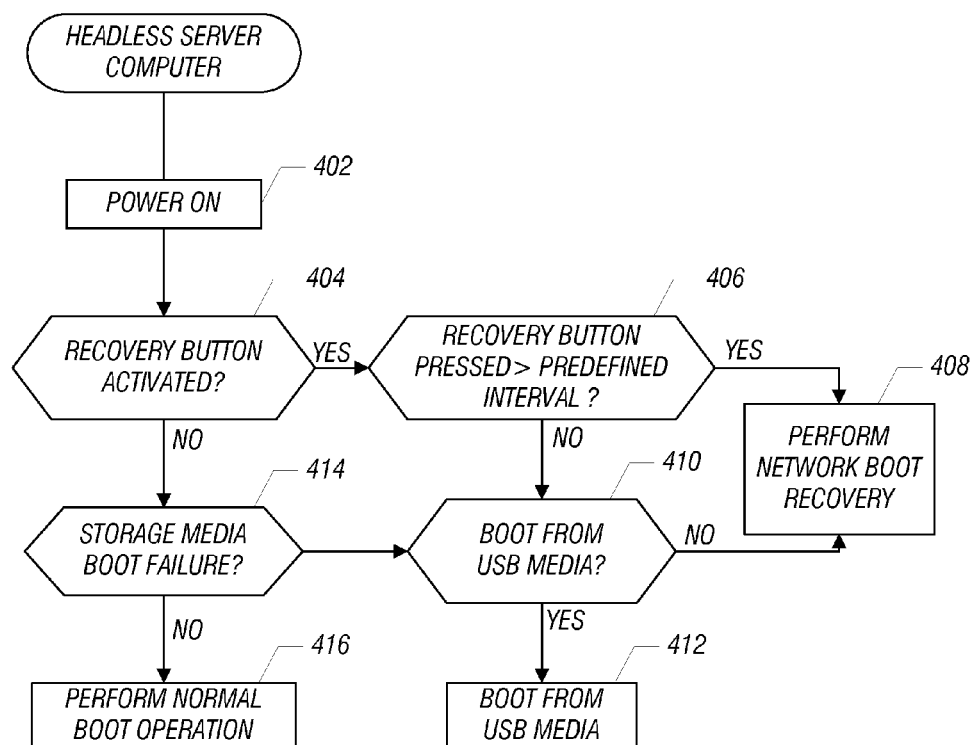 HEADLESS SERVER
COMPUTER
402
POWER ON
404
406
RECOVERY BUTTON
ACTIVATED?
YES
RECOVERY BUTTON
PRESSED> PREDEFINED
INTERVAL ?
YES
408
NO
NO
PERFORM
NETWORK BOOT
RECOVERY
414
410
STORAGE MEDIA
BOOT FAILURE?
BOOT FROM
USB MEDIA?
NO
NO
YES
416
412
PERFORM NORMAL
BOOT OPERATION
BOOT FROM
USB MEDIA